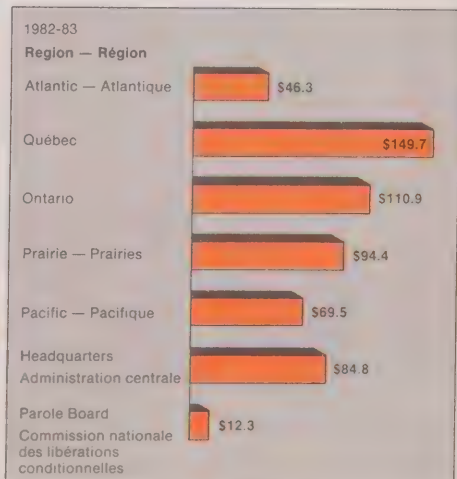 1982-83
Region — Région
Atlantic — Atlantique $46.3
Québec $149.7
Ontario $110.9
Prairie — Prairies $94.4
Pacific — Pacifique $69.5
Headquarters
Administration centrale $84.8
Parole Board $12.3
Commission nationale
des libérations
conditionnelles